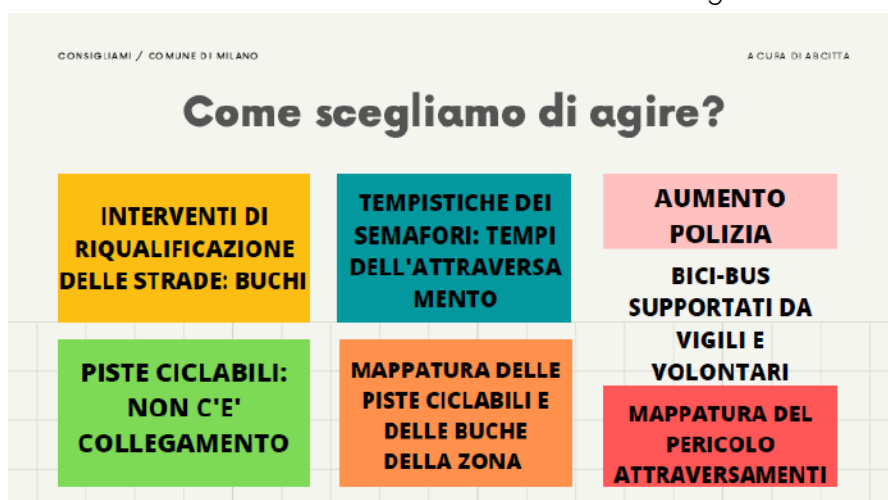 CONSIGLIAMI / COMUNE DI MILANO
A CURA DI ABCITTA
Come scegliamo di agire?
INTERVENTI DI
RIQUALIFICAZIONE
DELLE STRADE: BUCHI
TEMPISTICHE DEI
SEMAFORI: TEMPI
DELL'ATTRAVERSA
MENTO
AUMENTO
POLIZIA
BICI-BUS
SUPPORTATI DA
VIGILI E
VOLONTARI
PISTE CICLABILI:
NON C'E'
COLLEGAMENTO
MAPPATURA DELLE
PISTE CICLABILI E
DELLE BUCHE
DELLA ZONA
MAPPATURA DEL
PERICOLO
ATTRAVERSAMENTI